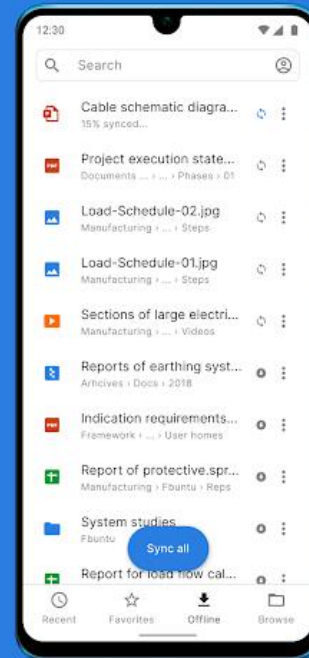 12:30
Search
Cable schematic diagra...
15% synced...
Project execution state...
Documents ... › ... › Phases › 01
Load-Schedule-02.jpg
Manufacturing › ... › Steps
Load-Schedule-01.jpg
Manufacturing › ... › Steps
Sections of large electri...
Manufacturing › ... › Videos
Reports of earthing syst...
Arhcives › Docs › 2018
PDF
Indication requirements...
Framework › ... › User homes
Report of protective.spr...
Manufacturing › Fbuntu › Reps
System studies
Fbuntu
Sync all
Report for load flow cal...
Recent
Favorites
Offline
Browse